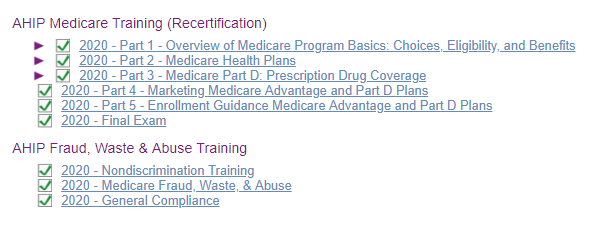 AHIP Medicare Training (Recertification)
2020 - Part 1 - Overview of Medicare Program Basics: Choices, Eligibility, and Benefits
2020 - Part 2 - Medicare Health Plans
2020 - Part 3 - Medicare Part D: Prescription Drug Coverage
2020 - Part 4 - Marketing Medicare Advantage and Part D Plans
2020 - Part 5 - Enrollment Guidance Medicare Advantage and Part D Plans
2020 - Final Exam
AHIP Fraud, Waste & Abuse Training
2020 - Nondiscrimination Training
2020 - Medicare Fraud, Waste, & Abuse
2020 - General Compliance